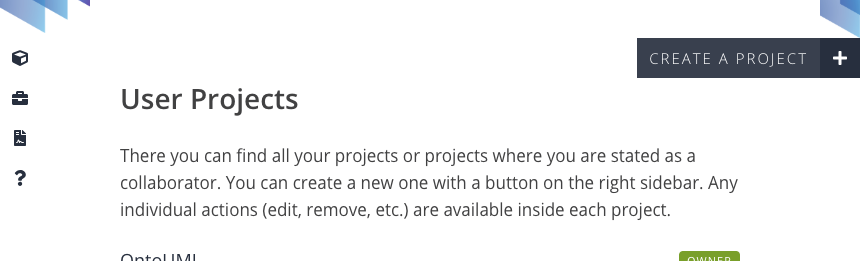 CREATE A PROJECT
User Projects
There you can find all your projects or projects where you are stated as a
collaborator. You can create a new one with a button on the right sidebar. Any
individual actions (edit, remove, etc.) are available inside each project.
OntoUML
OWNER